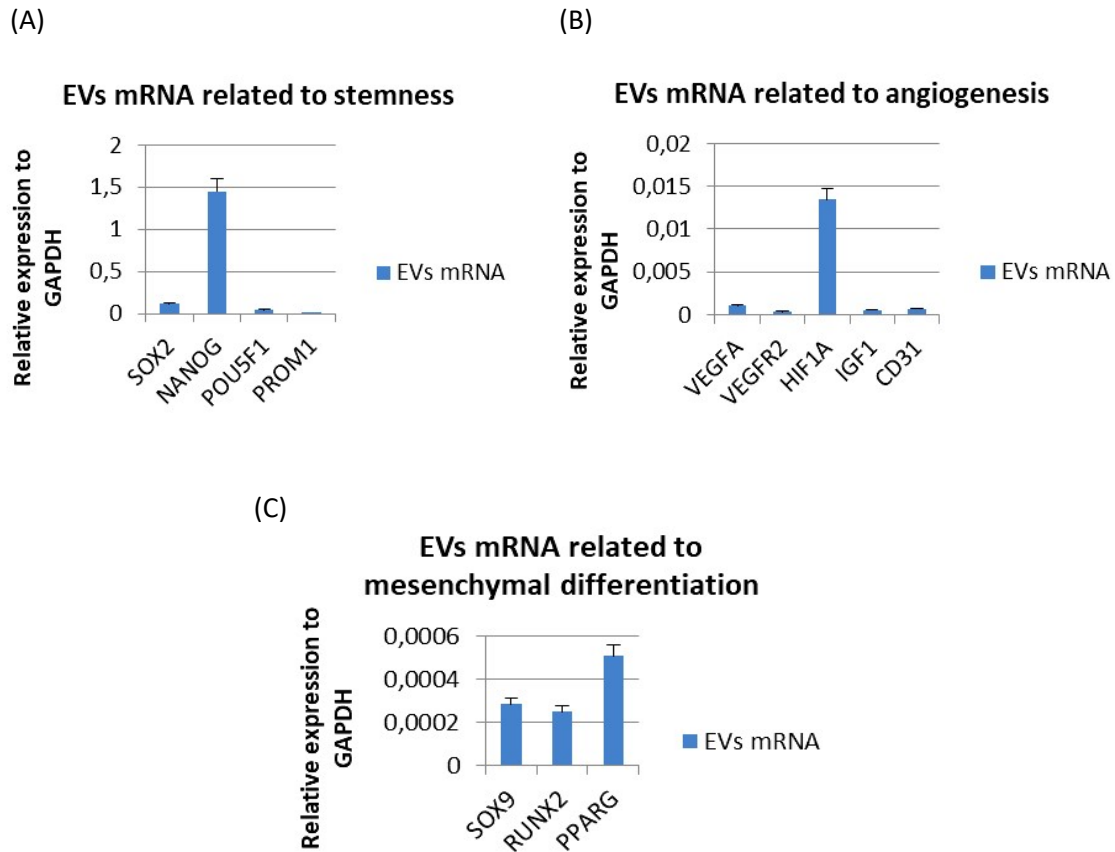 (A)
EVs mRNA related to stemness
Relative expression to
GAPDH
2
1,5
1
0,5
0
SOX2
NANOG
POU5F1
PROM1
EVs mRNA
(B)
EVs mRNA related to angiogenesis
Relative expression to
GAPDH
0,02
0,015
0,01
0,005
0
VEGFA
VEGFR2
HIF1A
IGF1
CD31
EVs mRNA
(C)
EVs mRNA related to
mesenchymal differentiation
Relative expression to
GAPDH
0,0006
0,0004
0,0002
0
SOX9
RUNX2
PPARG
EVs mRNA